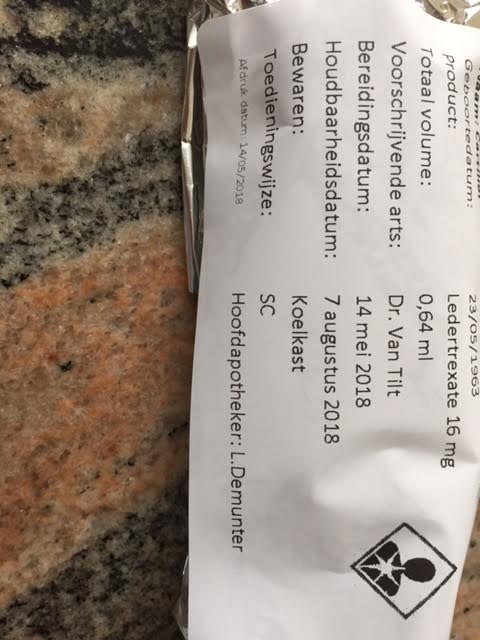 Geboortedatum: 23/05/1963
product: Ledertrexate 16 mg
Totaal volume: 0,64 ml
Voorschrijvende arts: Dr. Van Tilt
Bereidingsdatum: 14 mei 2018
Houdbaarheidsdatum: 7 augustus 2018
Bewaren: Koelkast
Toedieningswijze: SC
Hoofdapotheker: L.Demunter
Afdruk datum: 14/05/2018